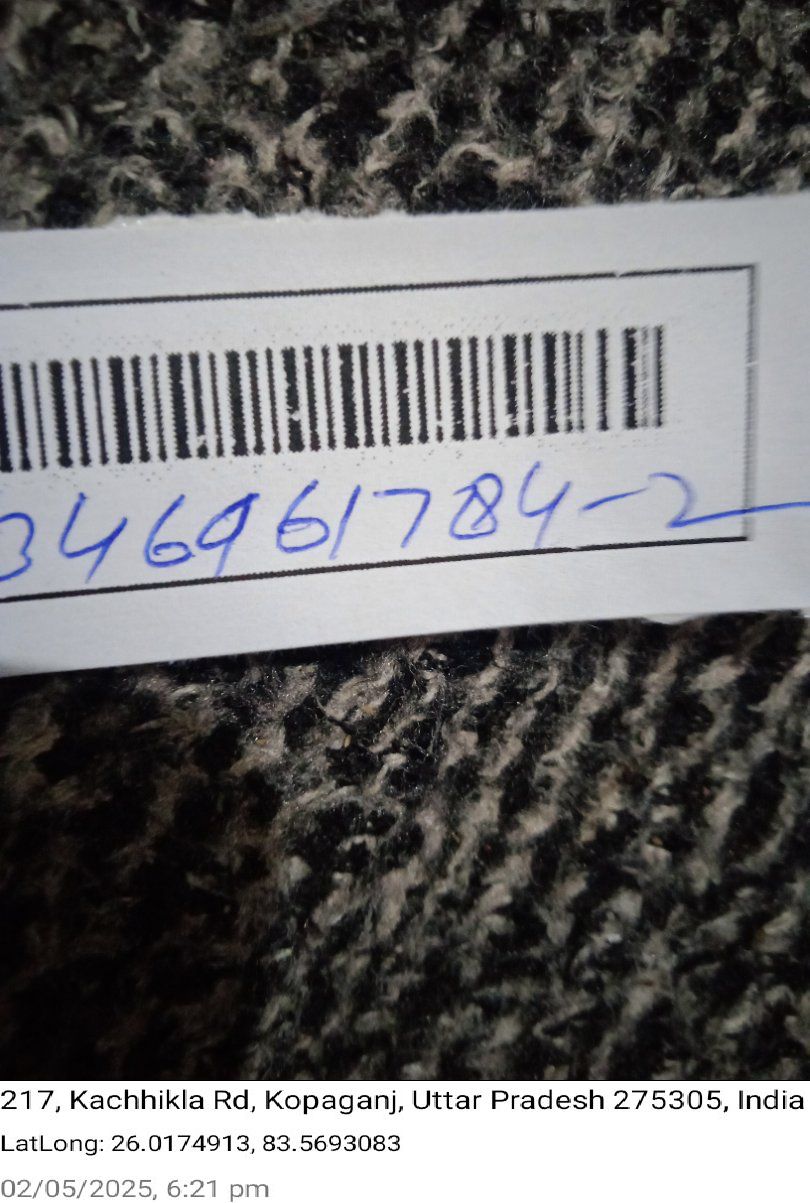 346961784-2
217, Kachhikla Rd, Kopaganj, Uttar Pradesh 275305, India
LatLong: 26.0174913, 83.5693083
02/05/2025, 6:21 pm